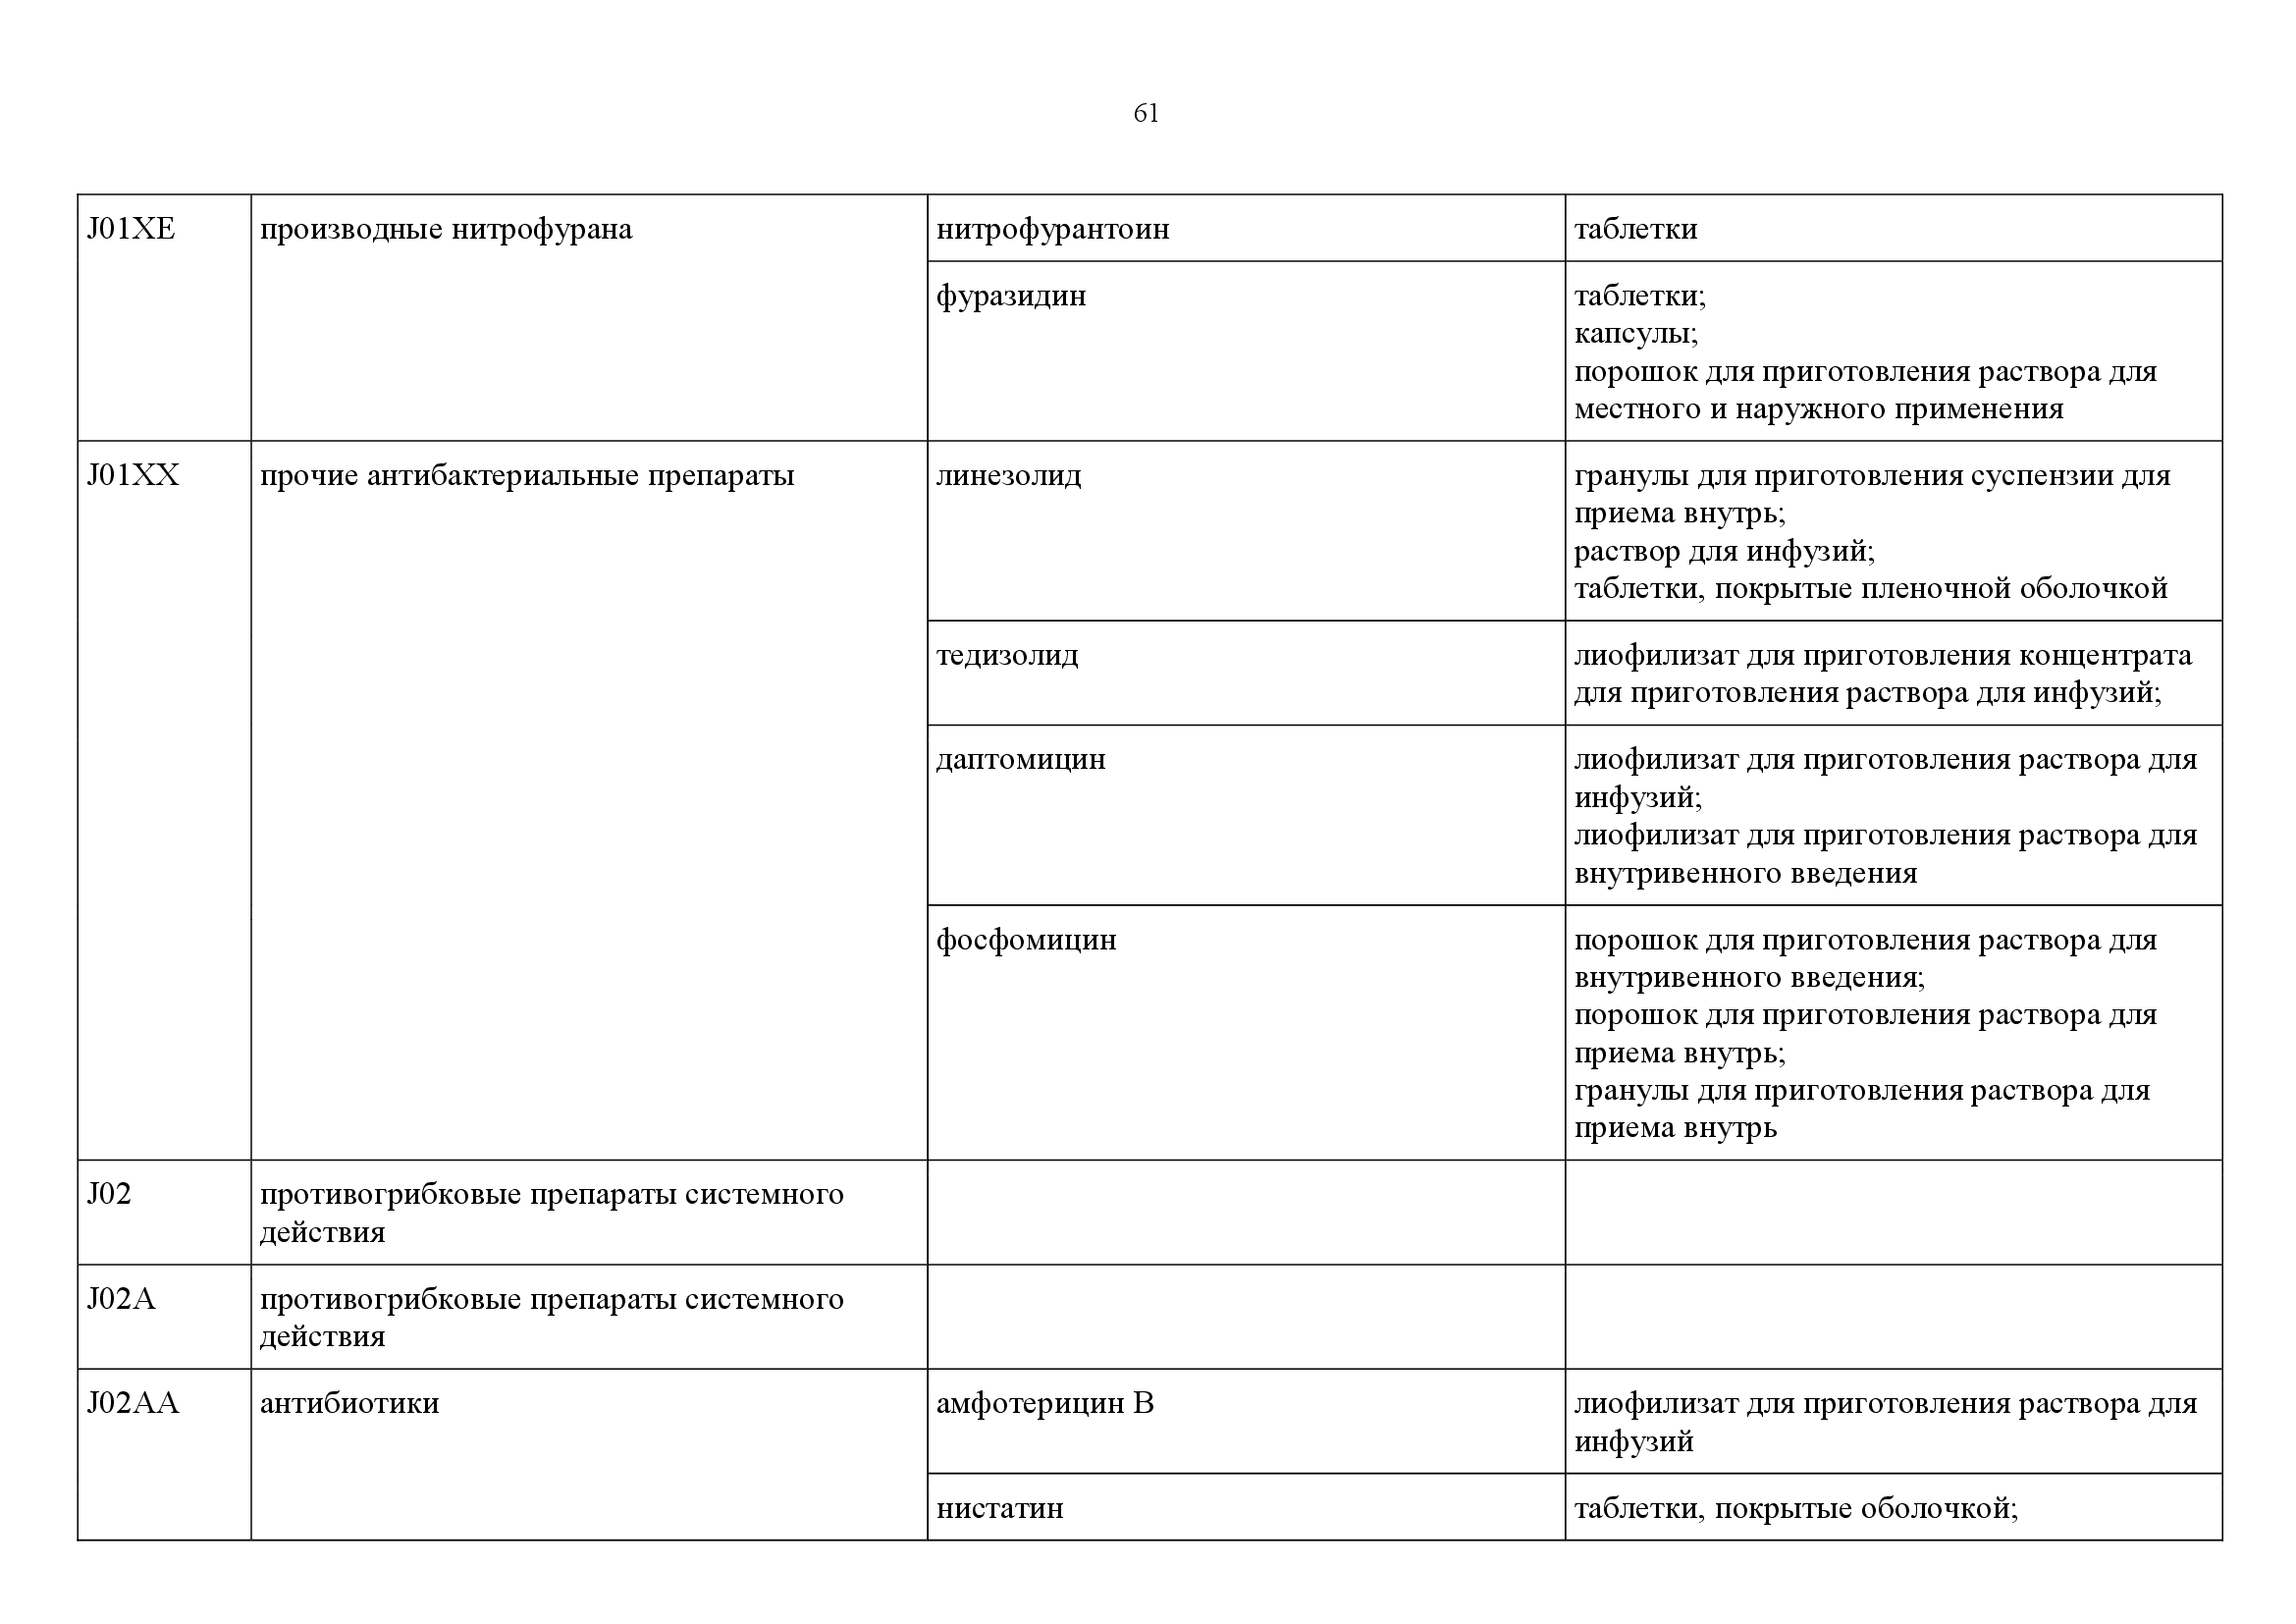 61
J01XE
производные нитрофурана
нитрофурантоин
таблетки
фуразидин
таблетки;
капсулы;
порошок для приготовления раствора для
местного и наружного применения
J01XX
прочие антибактериальные препараты
линезолид
гранулы для приготовления суспензии для
приема внутрь;
раствор для инфузий;
таблетки, покрытые пленочной оболочкой
тедизолид
лиофилизат для приготовления концентрата
для приготовления раствора для инфузий;
даптомицин
лиофилизат для приготовления раствора для
инфузий;
лиофилизат для приготовления раствора для
внутривенного введения
фосфомицин
порошок для приготовления раствора для
внутривенного введения;
порошок для приготовления раствора для
приема внутрь;
гранулы для приготовления раствора для
приема внутрь
J02
противогрибковые препараты системного
действия
J02A
противогрибковые препараты системного
действия
J02AA
антибиотики
амфотерицин B
лиофилизат для приготовления раствора для
инфузий
нистатин
таблетки, покрытые оболочкой;